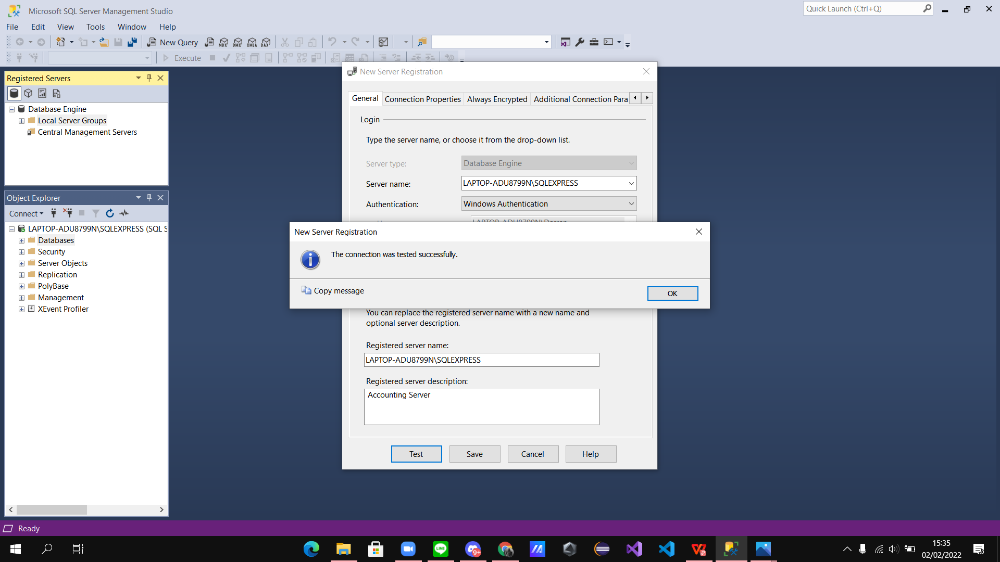 Microsoft SQL Server Management Studio
Quick Launch (Ctrl+Q)
File Edit View Tools Window Help
New Query MDX DMX XMLA DAX
Execute
Registered Servers
Database Engine
Local Server Groups
Central Management Servers
Object Explorer
Connect
LAPTOP-ADU8799N\SQLEXPRESS (SQL S
Databases
Security
Server Objects
Replication
PolyBase
Management
XEvent Profiler
New Server Registration
General Connection Properties Always Encrypted Additional Connection Para
Login
Type the server name, or choose it from the drop-down list.
Server type: Database Engine
Server name: LAPTOP-ADU8799N\SQLEXPRESS
Authentication: Windows Authentication
New Server Registration
The connection was tested successfully.
Copy message
OK
You can replace the registered server name with a new name and
optional server description.
Registered server name:
LAPTOP-ADU8799N\SQLEXPRESS
Registered server description:
Accounting Server
Test Save Cancel Help
Ready
LINE
9+
15:35
02/02/2022